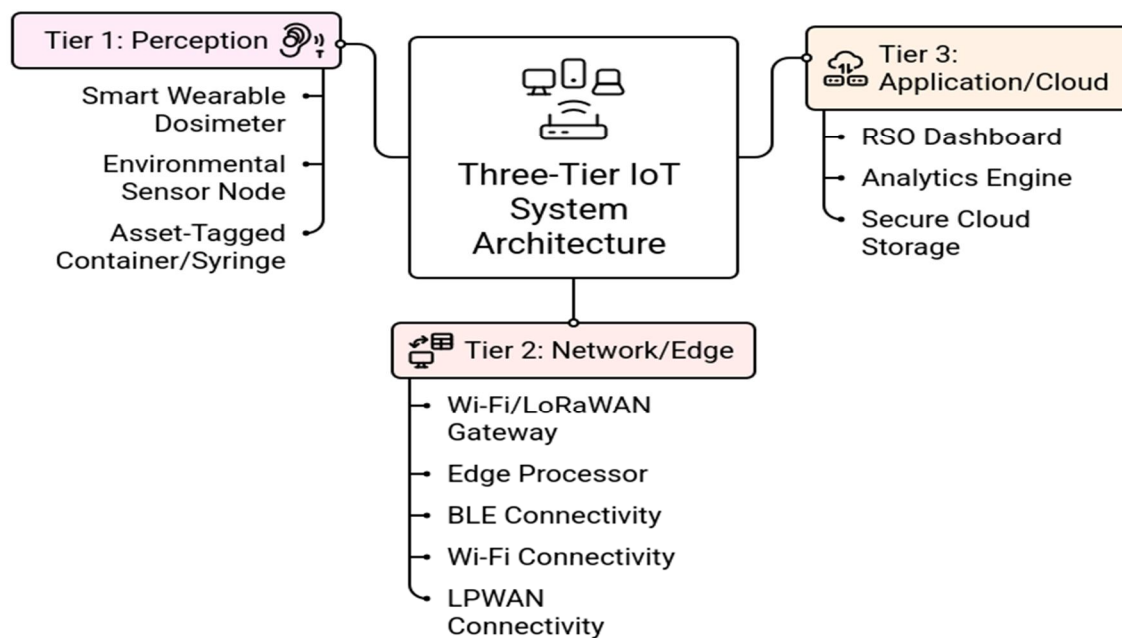 Tier 1: Perception
Smart Wearable
Dosimeter
Environmental
Sensor Node
Asset-Tagged
Container/Syringe
Three-Tier IoT
System
Architecture
Tier 2: Network/Edge
Wi-Fi/LoRaWAN
Gateway
Edge Processor
BLE Connectivity
Wi-Fi Connectivity
LPWAN
Connectivity
Tier 3:
Application/Cloud
RSO Dashboard
Analytics Engine
Secure Cloud
Storage